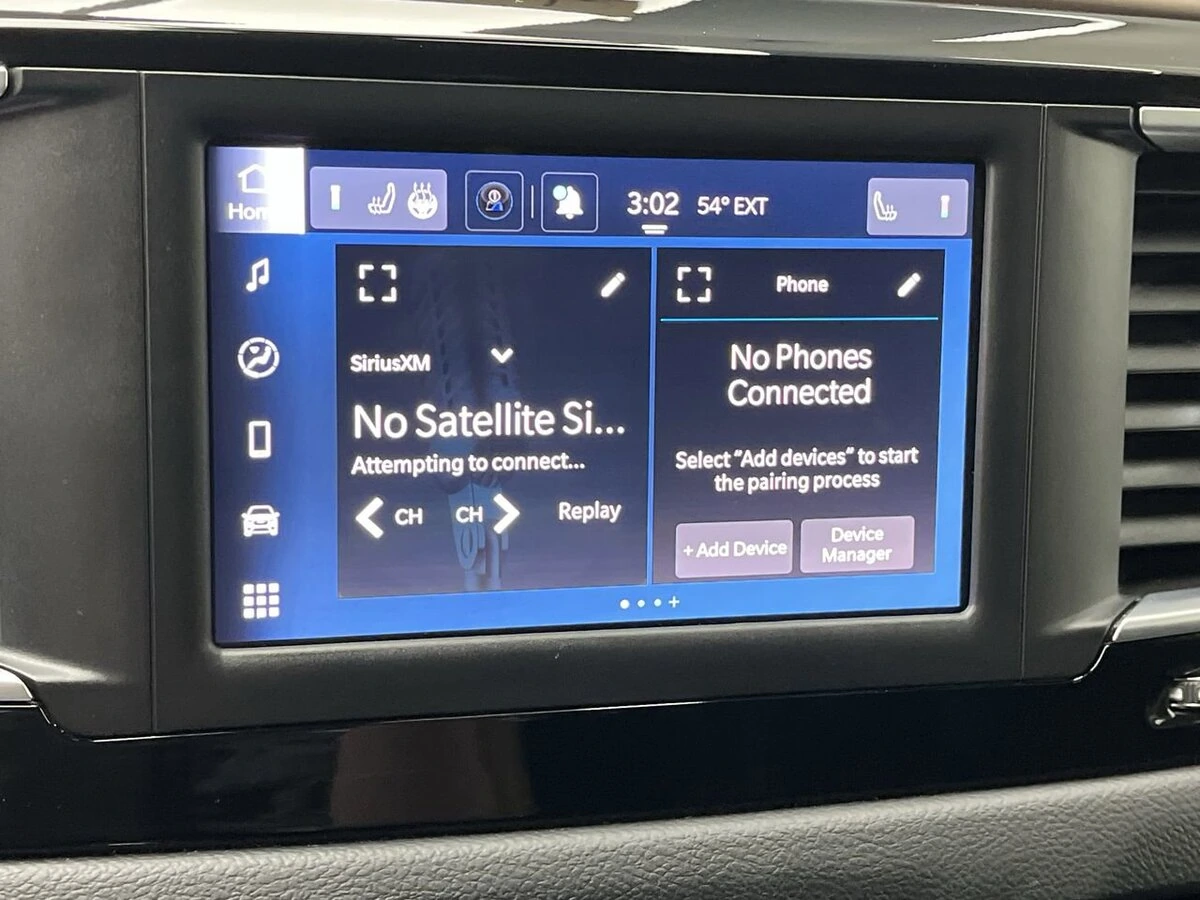 Home
3:02 54° EXT
SiriusXM
No Satellite Si...
Attempting to connect...
CH CH Replay
Phone
No Phones
Connected
Select "Add devices" to start
the pairing process
+ Add Device
Device
Manager